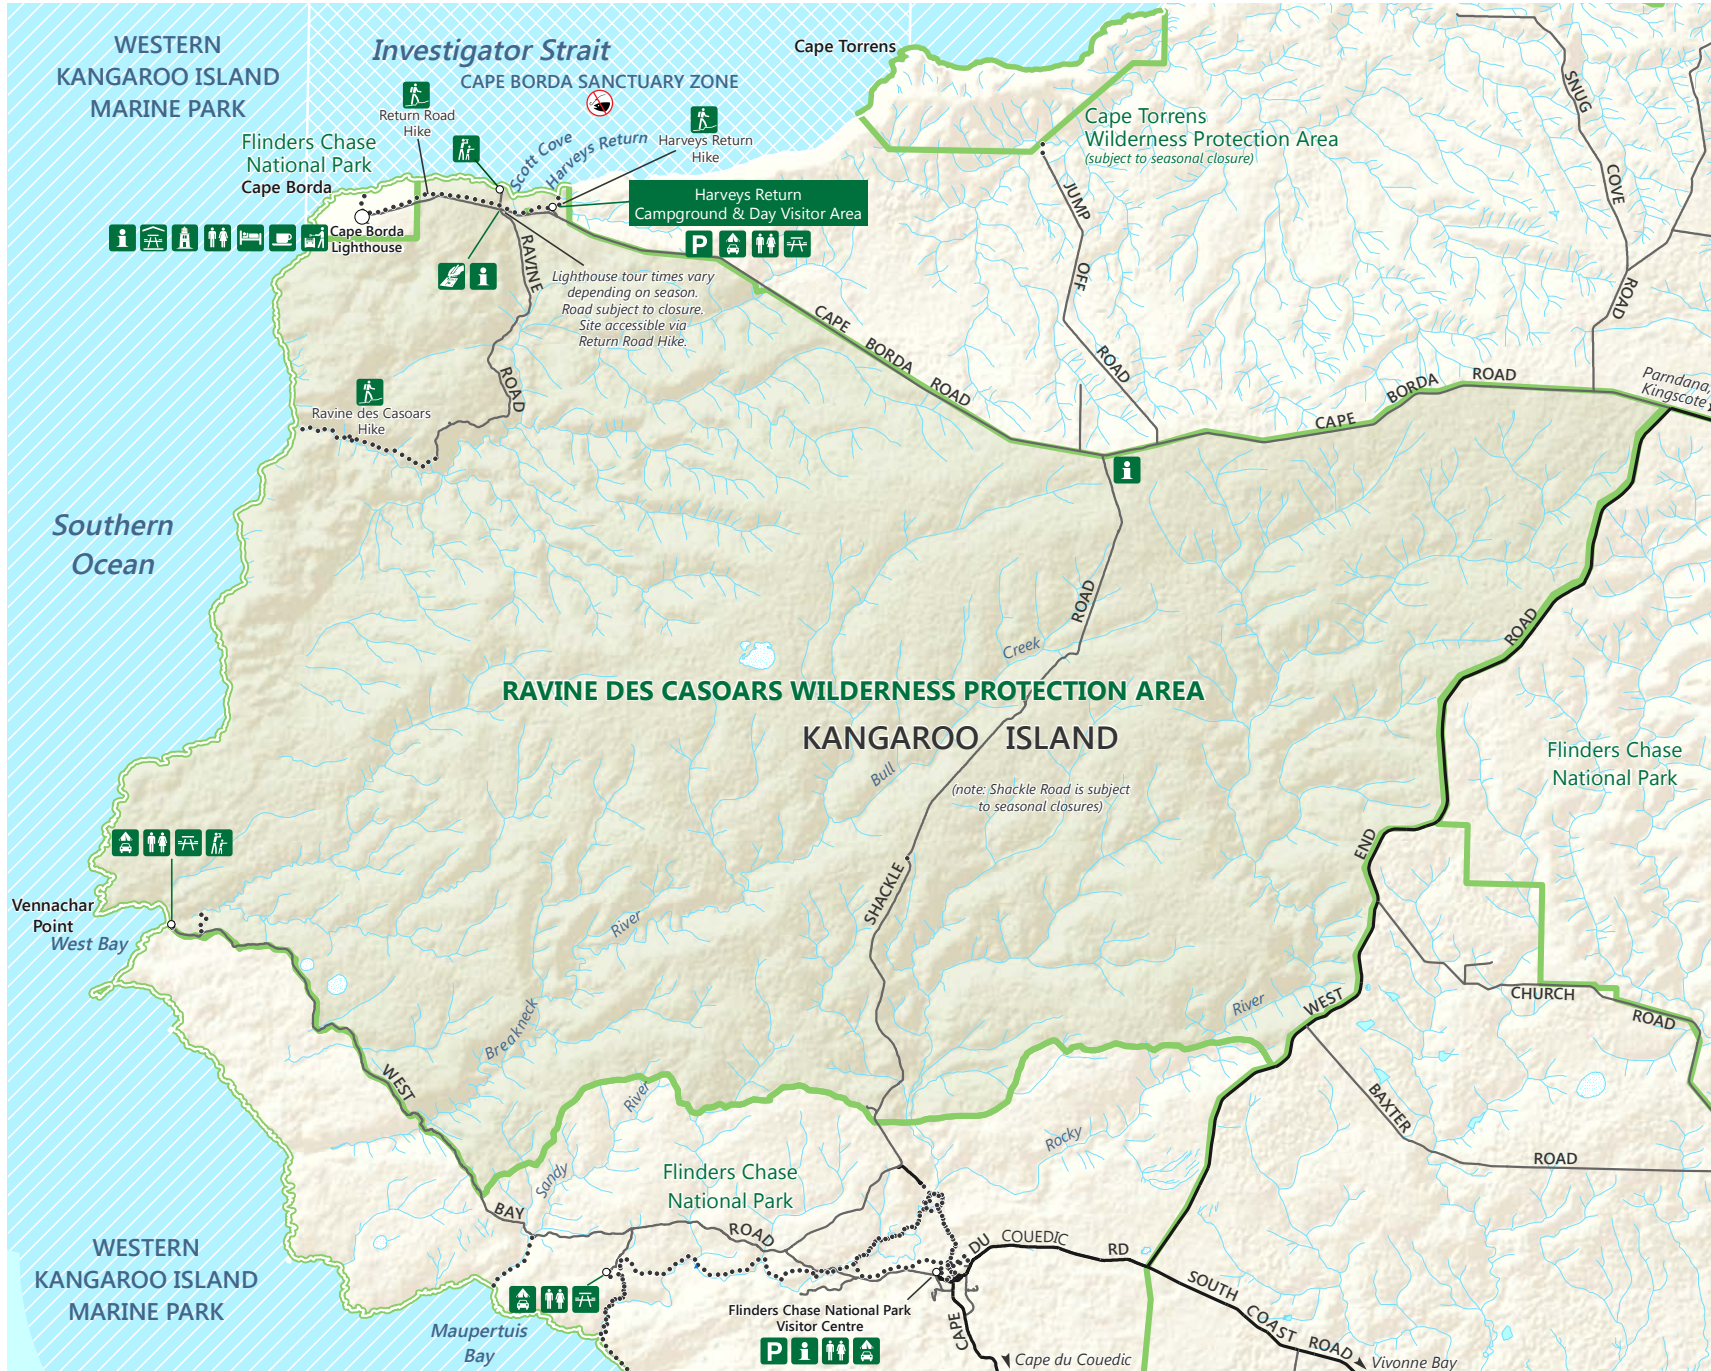 WESTERN
KANGAROO ISLAND
MARINE PARK
Investigator Strait
CAPE BORDA SANCTUARY ZONE
Cape Torrens
Return Road
Hike
Scott Cove
Harveys Return
Harveys Return
Hike
Flinders Chase
National Park
Cape Borda
Cape Borda
Lighthouse
Harveys Return
Campground & Day Visitor Area
P
i
i
Cape Torrens
Wilderness Protection Area
(subject to seasonal closure)
SNUG
COVE
ROAD
JUMP
OFF
ROAD
RAVINE
ROAD
Lighthouse tour times vary
depending on season.
Road subject to closure.
Site accessible via
Return Road Hike.
CAPE
BORDA
ROAD
CAPE
BORDA
ROAD
Parndana,
Kingscote
Ravine des Casoars
Hike
i
Southern
Ocean
ROAD
Creek
ROAD
RAVINE DES CASOARS WILDERNESS PROTECTION AREA
KANGAROO ISLAND
Bull
(note: Shackle Road is subject
to seasonal closures)
Flinders Chase
National Park
END
SHACKLE
Vennachar
Point
West Bay
River
Breakneck
River
WEST
CHURCH
ROAD
WEST
River
BAXTER
ROAD
Rocky
Sandy
Flinders Chase
National Park
BAY
ROAD
DU
COUEDIC
RD
WESTERN
KANGAROO ISLAND
MARINE PARK
SOUTH
COAST
ROAD
Flinders Chase National Park
Visitor Centre
P
i
CAPE
Maupertuis
Bay
Cape du Couedic
Vivonne Bay